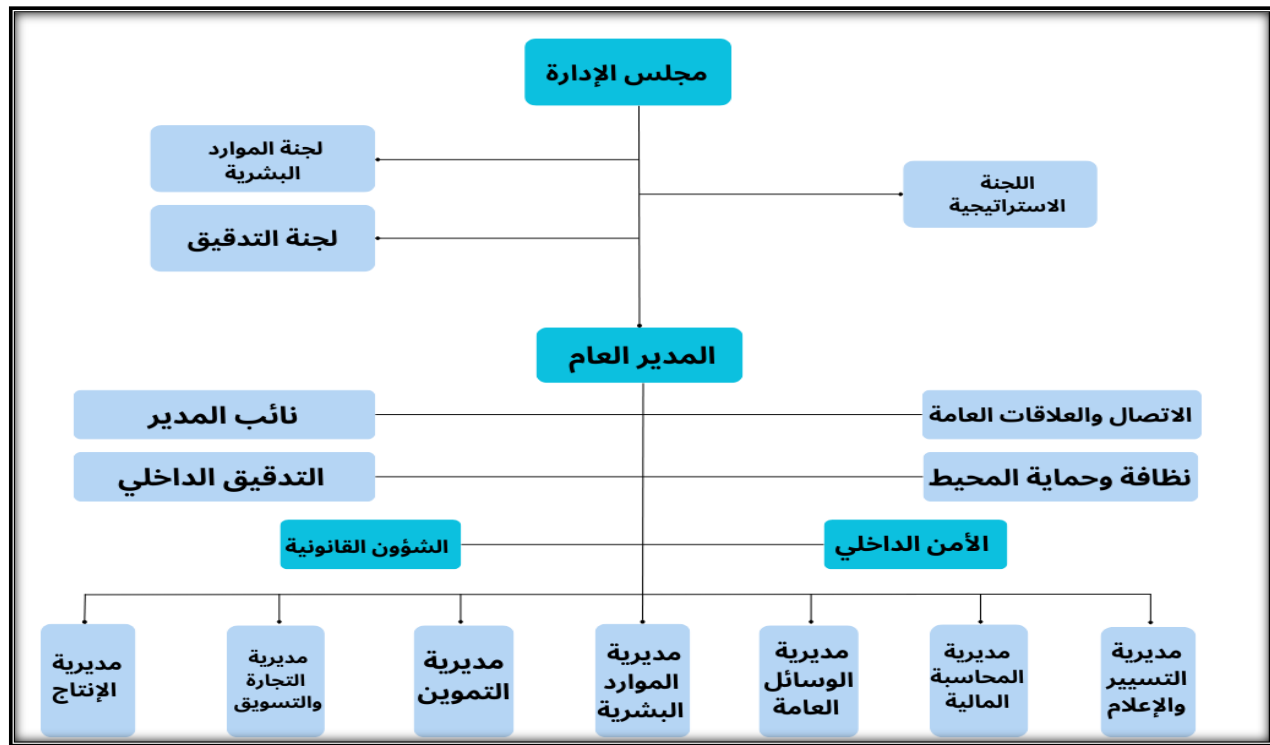 مجلس الإدارة
لجنة الموارد
البشرية
اللجنة
الاستراتيجية
لجنة التدقيق
المدير العام
الاتصال والعلاقات العامة
نائب المدير
نظافة وحماية المحيط
التدقيق الداخلي
الأمن الداخلي
الشؤون القانونية
مديرية
التسيير
والإعلام
مديرية
المحاسبة
المالية
مديرية
الوسائل
العامة
مديرية
الموارد
البشرية
مديرية
التموين
مديرية
التجارة
والتسويق
مديرية
الإنتاج